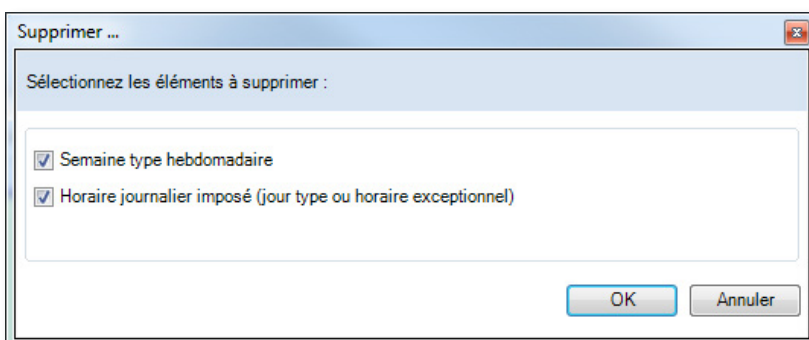 Supprimer ...
Sélectionnez les éléments à supprimer :
Semaine type hebdomadaire
Horaire journalier imposé (jour type ou horaire exceptionnel)
OK
Annuler